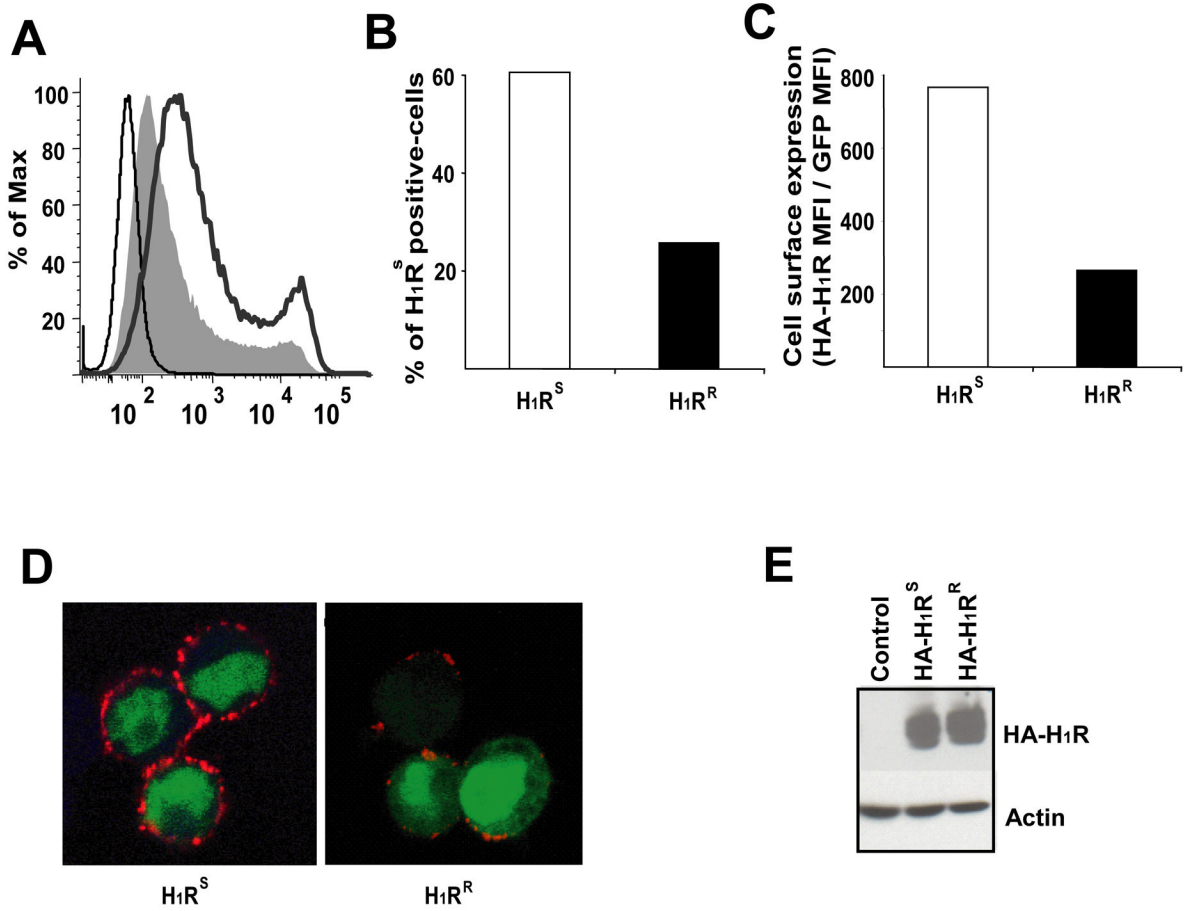 A
% of Max
100
80
60
40
20
10^2 10^3 10^4 10^5
B
% of H1R^s positive-cells
60
40
20
H1R^S H1R^R
C
Cell surface expression
(HA-H1R MFI / GFP MFI)
800
600
400
200
H1R^S H1R^R
D
H1R^S H1R^R
E
Control
HA-H1R^S
HA-H1R^R
HA-H1R
Actin